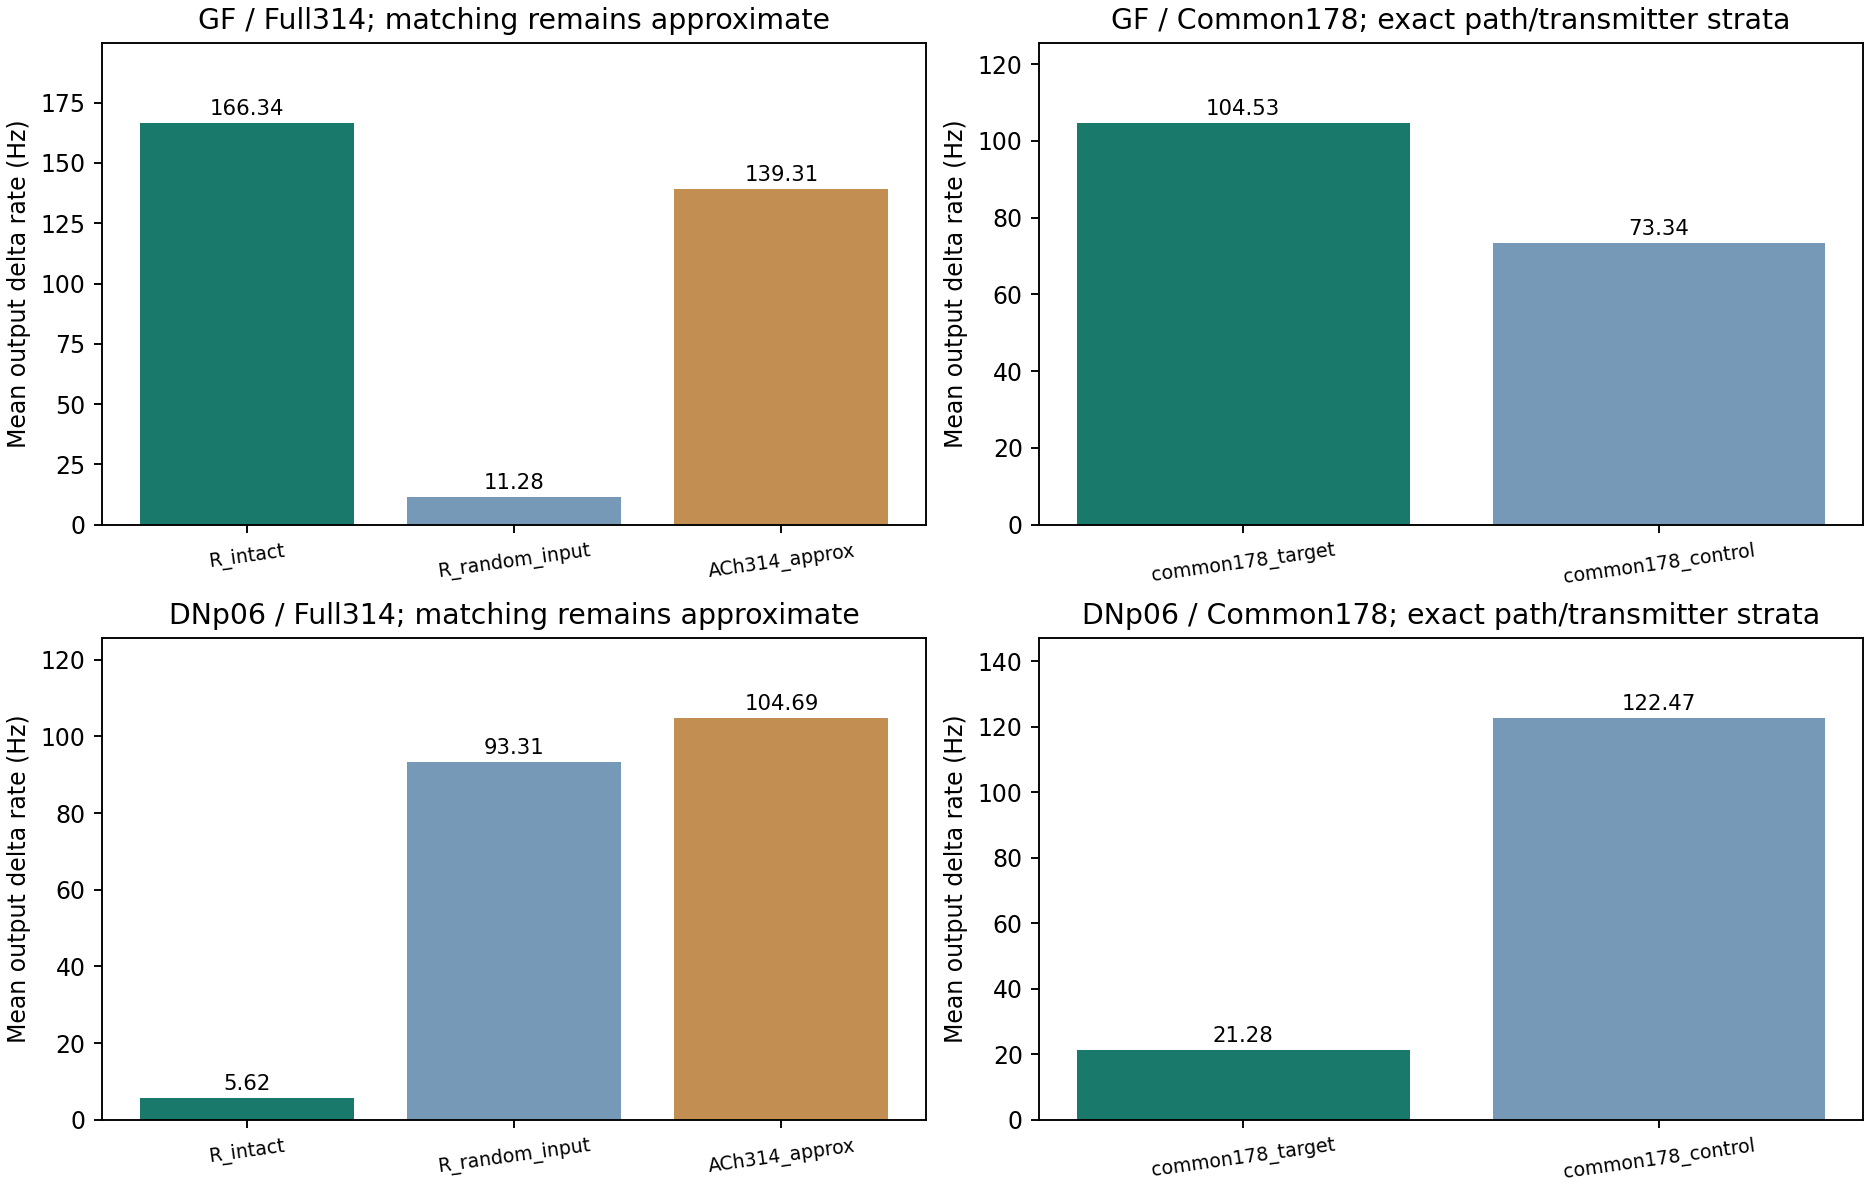 GF / Full314; matching remains approximate
Mean output delta rate (Hz)
175
150
125
100
75
50
25
0
166.34
11.28
139.31
R_intact
R_random_input
ACh314_approx
GF / Common178; exact path/transmitter strata
Mean output delta rate (Hz)
120
100
80
60
40
20
0
104.53
73.34
common178_target
common178_control
DNp06 / Full314; matching remains approximate
Mean output delta rate (Hz)
120
100
80
60
40
20
0
5.62
93.31
104.69
R_intact
R_random_input
ACh314_approx
DNp06 / Common178; exact path/transmitter strata
Mean output delta rate (Hz)
140
120
100
80
60
40
20
0
21.28
122.47
common178_target
common178_control